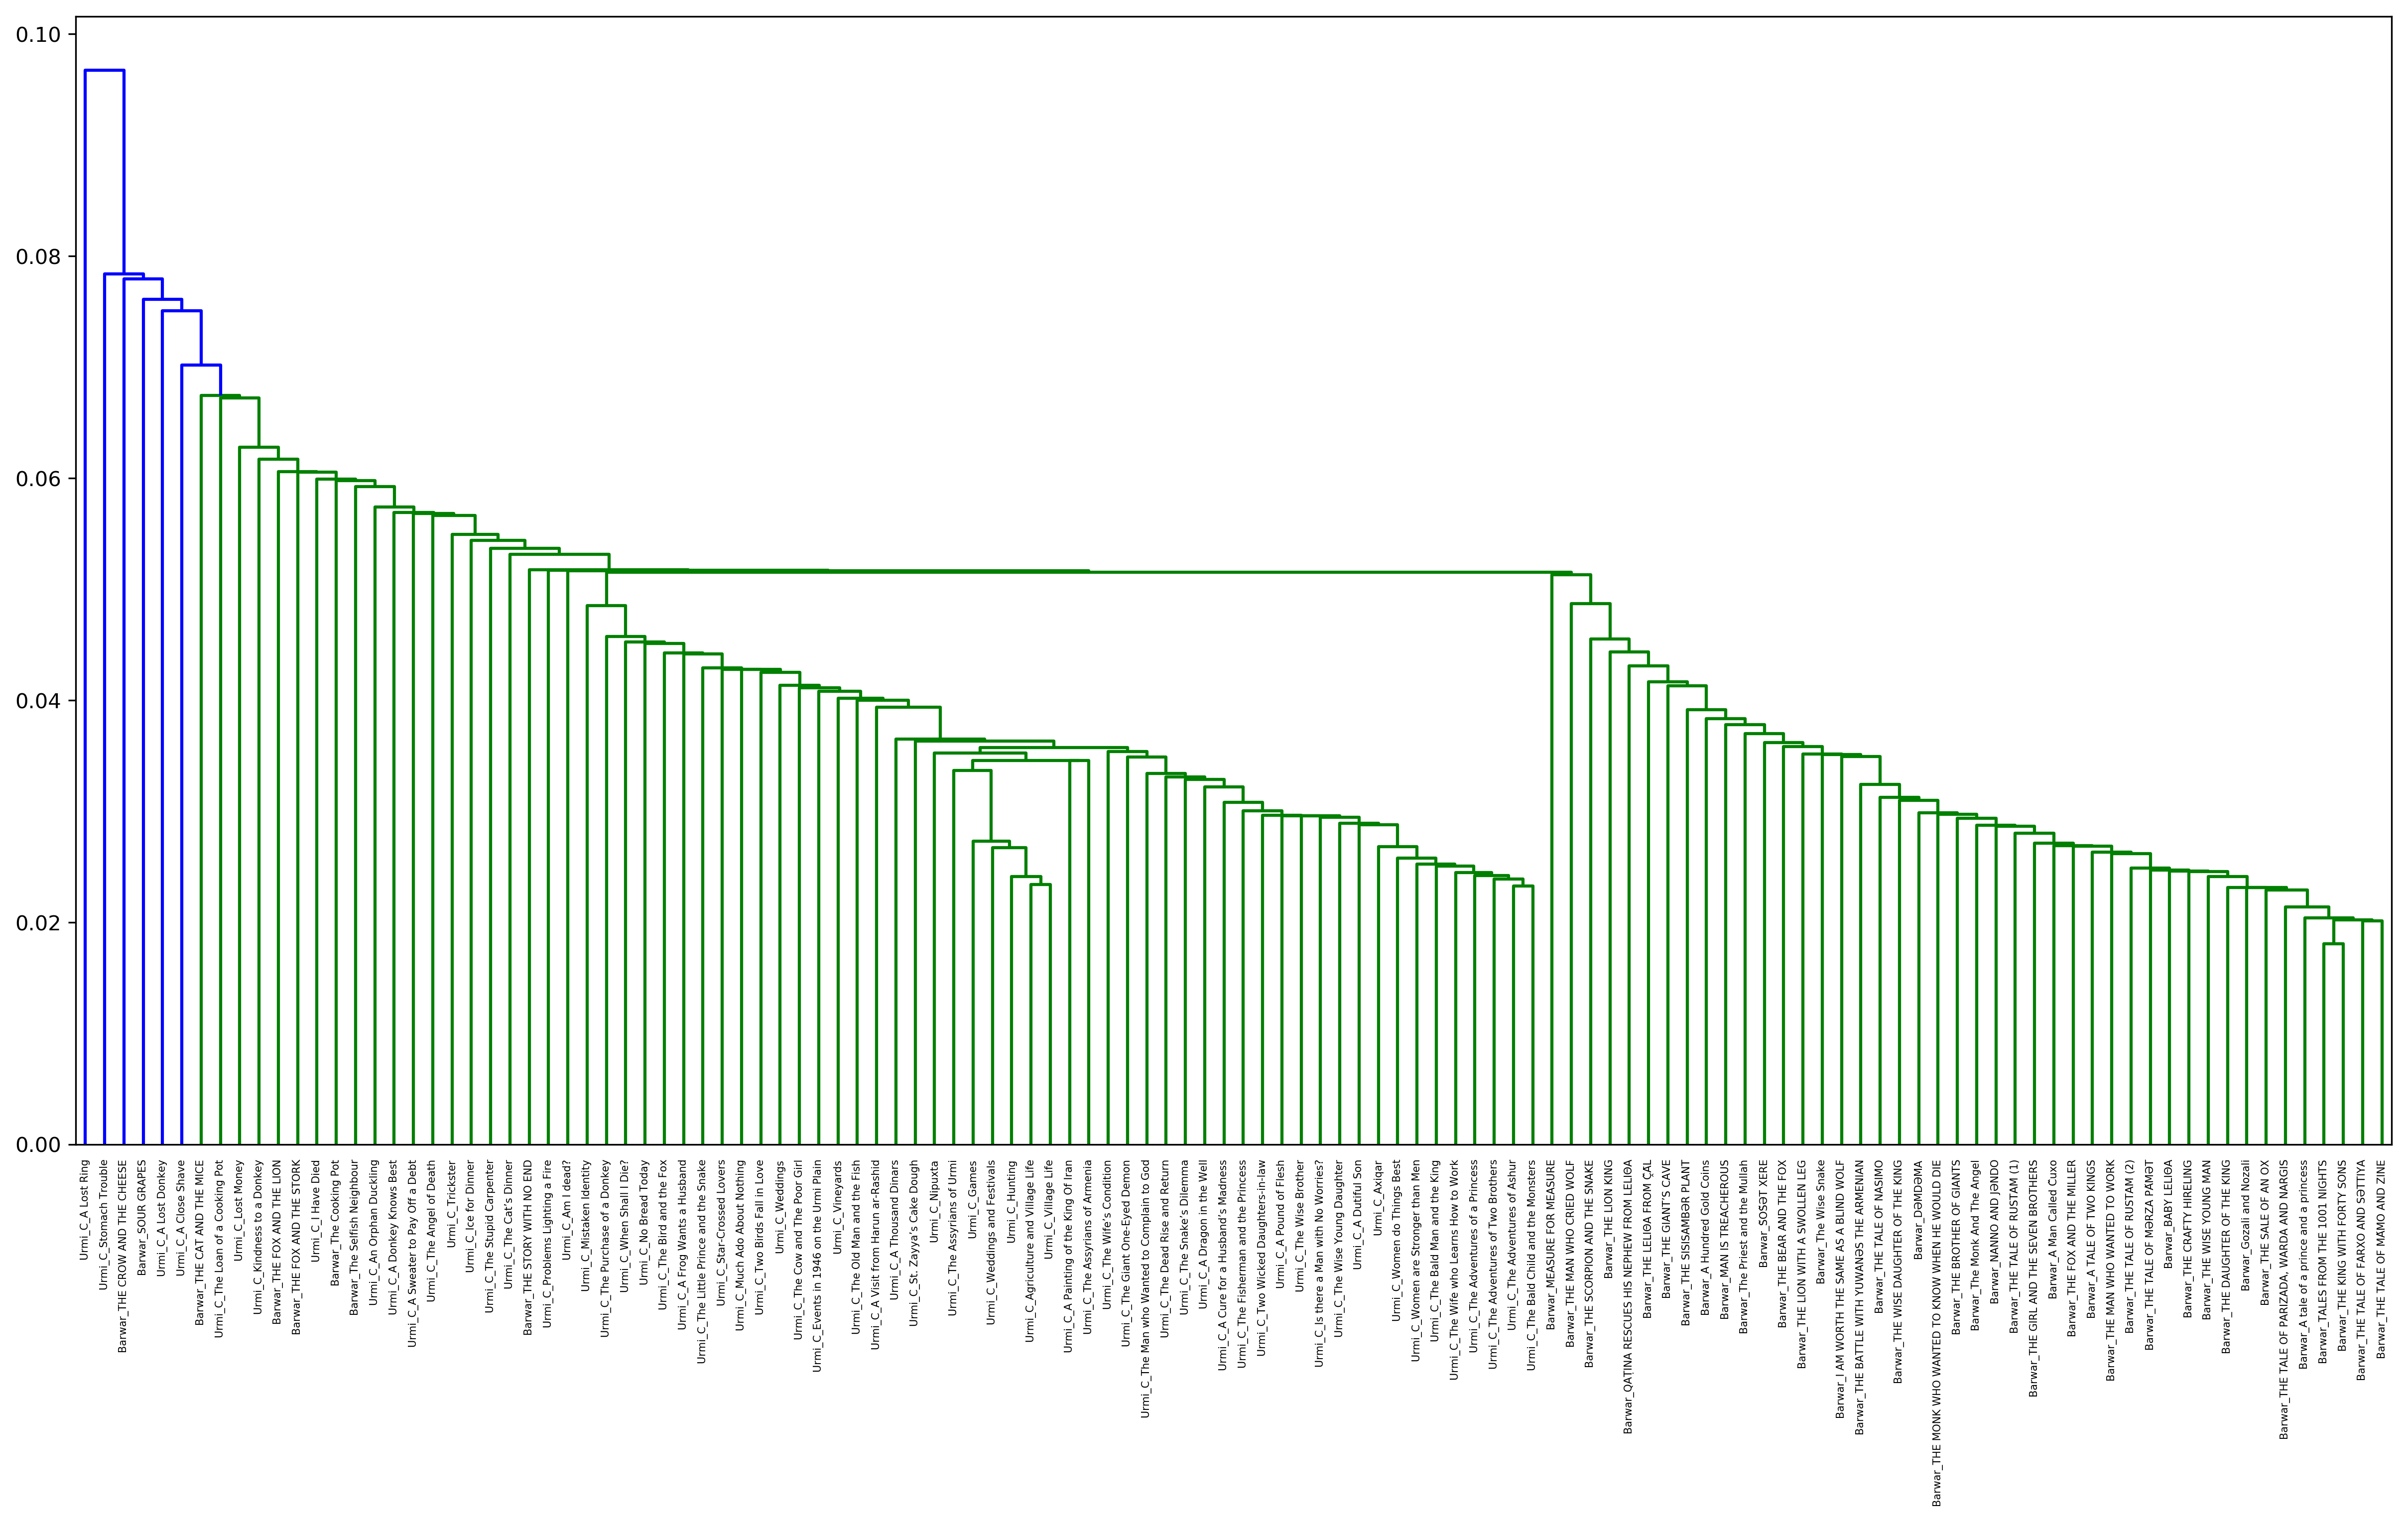 0.10
0.08
0.06
0.04
0.02
0.00
Urmi_C_A Lost Ring
Urmi_C_Stomach Trouble
Barwar_THE CROW AND THE CHEESE
Barwar_SOUR GRAPES
Urmi_C_A Lost Donkey
Urmi_C_A Close Shave
Barwar_THE CAT AND THE MICE
Urmi_C_The Loan of a Cooking Pot
Urmi_C_Lost Money
Urmi_C_Kindness to a Donkey
Barwar_THE FOX AND THE LION
Barwar_THE FOX AND THE STORK
Urmi_C_I Have Died
Barwar_The Cooking Pot
Barwar_The Selfish Neighbour
Urmi_C_An Orphan Duckling
Urmi_C_A Donkey Knows Best
Urmi_C_A Sweater to Pay Off a Debt
Urmi_C_The Angel of Death
Urmi_C_Trickster
Urmi_C_Ice for Dinner
Urmi_C_The Stupid Carpenter
Urmi_C_The Cat's Dinner
Barwar_THE STORY WITH NO END
Urmi_C_Problems Lighting a Fire
Urmi_C_Am I dead?
Urmi_C_Mistaken Identity
Urmi_C_The Purchase of a Donkey
Urmi_C_When Shall I Die?
Urmi_C_No Bread Today
Urmi_C_The Bird and the Fox
Urmi_C_A Frog Wants a Husband
Urmi_C_The Little Prince and the Snake
Urmi_C_Star-Crossed Lovers
Urmi_C_Much Ado About Nothing
Urmi_C_Two Birds Fall in Love
Urmi_C_Weddings
Urmi_C_The Cow and The Poor Girl
Urmi_C_Events in 1946 on the Urmi Plain
Urmi_C_Vineyards
Urmi_C_The Old Man and the Fish
Urmi_C_A Visit from Harun ar-Rashid
Urmi_C_A Thousand Dinars
Urmi_C_St. Zayya's Cake Dough
Urmi_C_Nipuxta
Urmi_C_The Assyrians of Urmi
Urmi_C_Games
Urmi_C_Weddings and Festivals
Urmi_C_Hunting
Urmi_C_Agriculture and Village Life
Urmi_C_Village Life
Urmi_C_A Painting of the King Of Iran
Urmi_C_The Assyrians of Armenia
Urmi_C_The Wife's Condition
Urmi_C_The Giant One-Eyed Demon
Urmi_C_The Man who Wanted to Complain to God
Urmi_C_The Dead Rise and Return
Urmi_C_The Snake's Dilemma
Urmi_C_A Dragon in the Well
Urmi_C_A Cure for a Husband's Madness
Urmi_C_The Fisherman and the Princess
Urmi_C_Two Wicked Daughters-in-law
Urmi_C_A Pound of Flesh
Urmi_C_The Wise Brother
Urmi_C_Is there a Man with No Worries?
Urmi_C_The Wise Young Daughter
Urmi_C_A Dutiful Son
Urmi_C_Axiqar
Urmi_C_Women do Things Best
Urmi_C_Women are Stronger than Men
Urmi_C_The Bald Man and the King
Urmi_C_The Wife who Learns How to Work
Urmi_C_The Adventures of a Princess
Urmi_C_The Adventures of Two Brothers
Urmi_C_The Adventures of Ashur
Urmi_C_The Bald Child and the Monsters
Barwar_MEASURE FOR MEASURE
Barwar_THE MAN WHO CRIED WOLF
Barwar_THE SCORPION AND THE SNAKE
Barwar_THE LION KING
Barwar_QAṬINA RESCUES HIS NEPHEW FROM LELIΘA
Barwar_THE LELIΘA FROM ČAL
Barwar_THE GIANT'S CAVE
Barwar_THE SISISAMBƏR PLANT
Barwar_A Hundred Gold Coins
Barwar_MAN IS TREACHEROUS
Barwar_The Priest and the Mullah
Barwar_SOSƏT XERE
Barwar_THE BEAR AND THE FOX
Barwar_THE LION WITH A SWOLLEN LEG
Barwar_The Wise Snake
Barwar_I AM WORTH THE SAME AS A BLIND WOLF
Barwar_THE BATTLE WITH YUWANƏS THE ARMENIAN
Barwar_THE TALE OF NASIMO
Barwar_THE WISE DAUGHTER OF THE KING
Barwar_DƏMDƏMA
Barwar_THE MONK WHO WANTED TO KNOW WHEN HE WOULD DIE
Barwar_THE BROTHER OF GIANTS
Barwar_The Monk And The Angel
Barwar_NANNO AND JƏNDO
Barwar_THE TALE OF RUSTAM (1)
Barwar_THE GIRL AND THE SEVEN BROTHERS
Barwar_A Man Called Čuxo
Barwar_THE FOX AND THE MILLER
Barwar_A TALE OF TWO KINGS
Barwar_THE MAN WHO WANTED TO WORK
Barwar_THE TALE OF RUSTAM (2)
Barwar_THE TALE OF MƏRZA PAMƏT
Barwar_BABY LELIΘA
Barwar_THE CRAFTY HIRELING
Barwar_THE WISE YOUNG MAN
Barwar_THE DAUGHTER OF THE KING
Barwar_Gozali and Nozali
Barwar_THE SALE OF AN OX
Barwar_THE TALE OF PARIZADA, WARDA AND NARGIS
Barwar_A tale of a prince and a princess
Barwar_TALES FROM THE 1001 NIGHTS
Barwar_THE KING WITH FORTY SONS
Barwar_THE TALE OF FARXO AND SƏTTIYA
Barwar_THE TALE OF MAMO AND ZINE